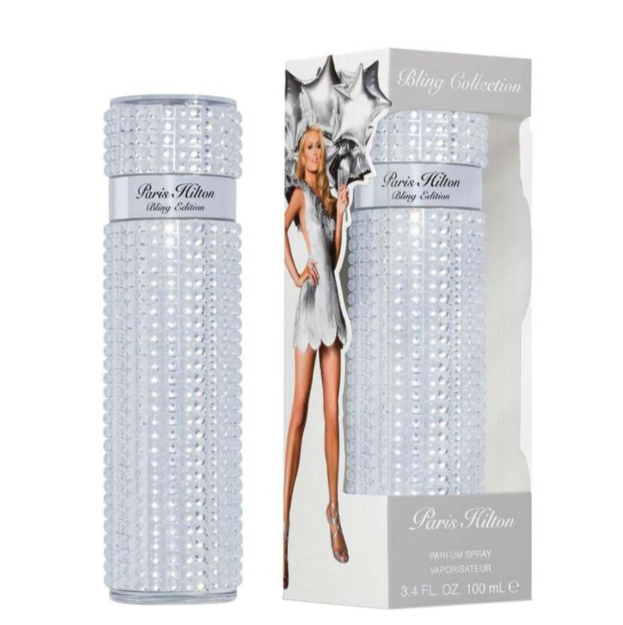 Paris Hilton
Bling Edition
Bling Collection
Paris Hilton
Bling Edition
Paris Hilton
PARFUM SPRAY
VAPORISATEUR
3.4 FL. OZ. 100 mL ℮